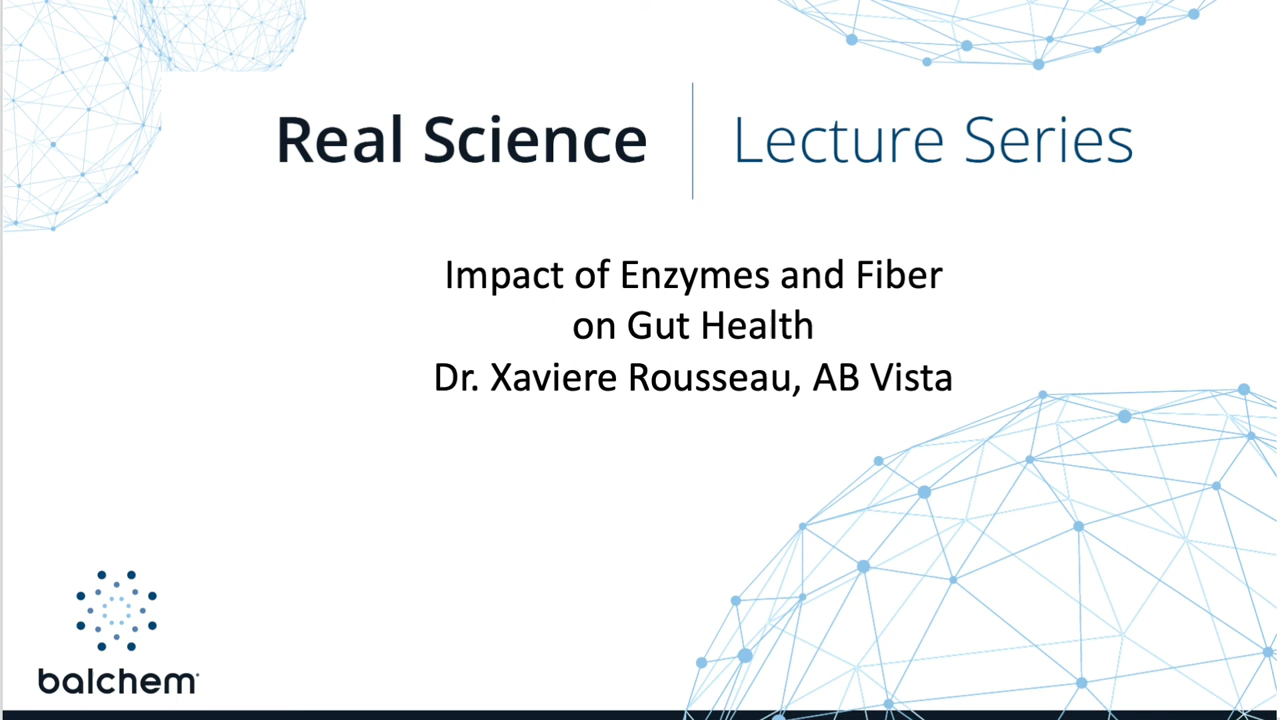 Real Science | Lecture Series
Impact of Enzymes and Fiber
on Gut Health
Dr. Xaviere Rousseau, AB Vista
balchem